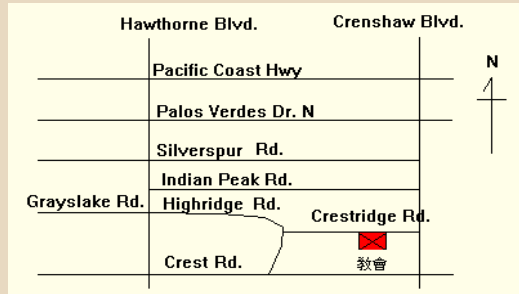 Hawthorne Blvd.
Crenshaw Blvd.
N
Pacific Coast Hwy
Palos Verdes Dr. N
Silverspur Rd.
Indian Peak Rd.
Grayslake Rd.
Highridge Rd.
Crestridge Rd.
Crest Rd.
教會